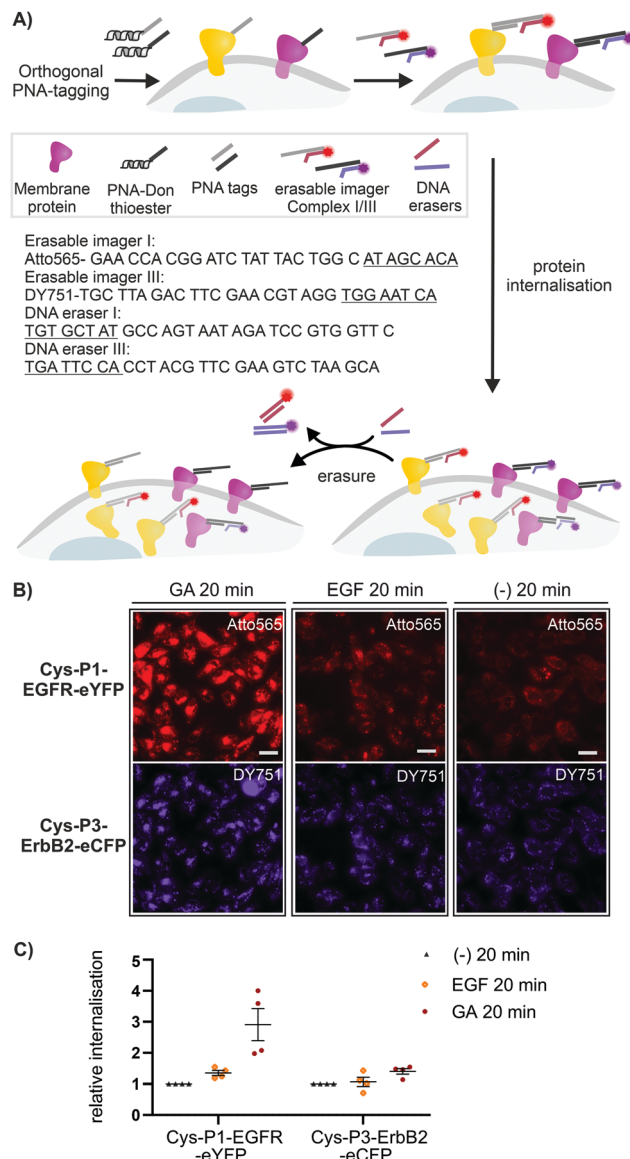 A)
Orthogonal
PNA-tagging
Membrane
protein
PNA-Don
thioester
PNA tags
erasable imager
Complex I/III
DNA
erasers
Erasable imager I:
Atto565- GAA CCA CGG ATC TAT TAC TGG C AT AGC ACA
Erasable imager III:
DY751-TGC TTA GAC TTC GAA CGT AGG TGG AAT CA
DNA eraser I:
TGT GCT AT GCC AGT AAT AGA TCC GTG GTT C
DNA eraser III:
TGA TTC CA CCT ACG TTC GAA GTC TAA GCA
protein
internalisation
erasure
B)
GA 20 min
EGF 20 min
(-) 20 min
Cys-P1-
EGFR-eYFP
Atto565
Atto565
Atto565
Cys-P3-
ErbB2-eCFP
DY751
DY751
DY751
C)
relative internalisation
5
4
3
2
1
0
(-) 20 min
EGF 20 min
GA 20 min
Cys-P1-EGFR
-eYFP
Cys-P3-ErbB2
-eCFP